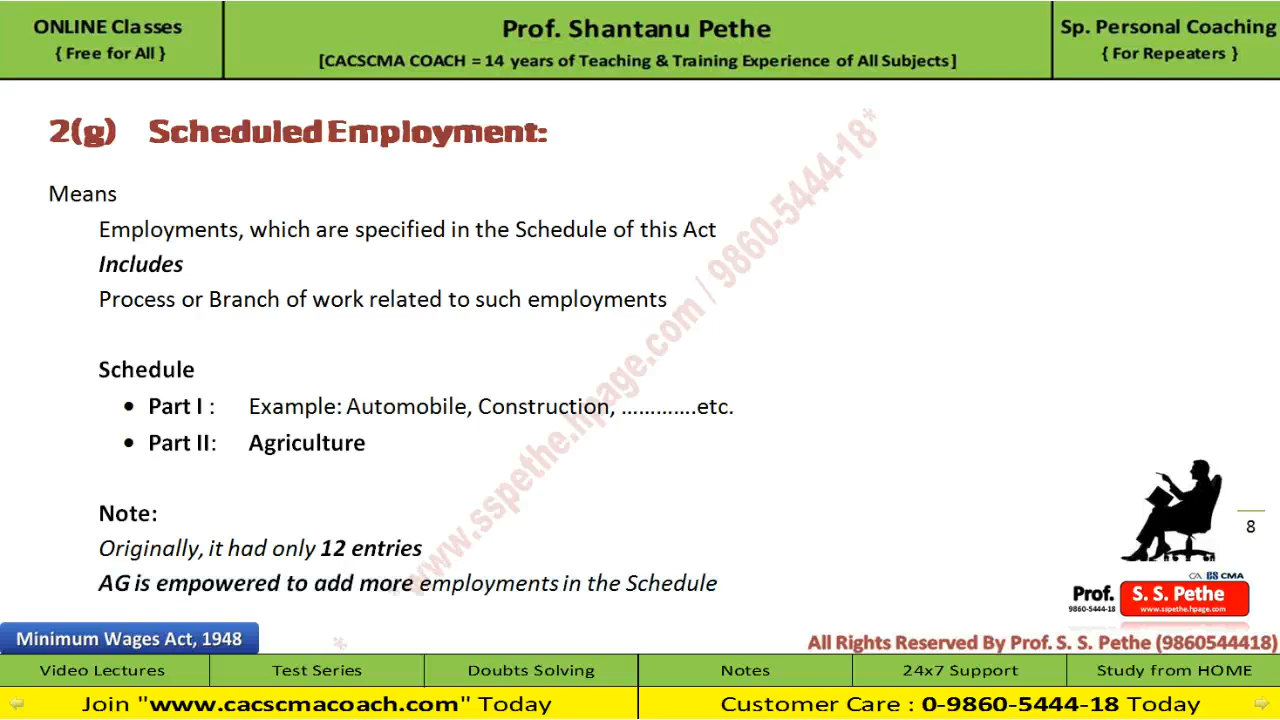 ONLINE Classes
{ Free for All }
Prof. Shantanu Pethe
[CACSCMA COACH = 14 years of Teaching & Training Experience of All Subjects]
Sp. Personal Coaching
{ For Repeaters }
2(g) Scheduled Employment:
Means
Employments, which are specified in the Schedule of this Act
Includes
Process or Branch of work related to such employments
Schedule
• Part I : Example: Automobile, Construction, ………….etc.
• Part II: Agriculture
Note:
Originally, it had only 12 entries
AG is empowered to add more employments in the Schedule
* www.sspethe.hpage.com / 9860-5444-18*
8
CA CS CMA
Prof. S. S. Pethe
9860-5444-18 www.sspethe.hpage.com
Minimum Wages Act, 1948
*
All Rights Reserved By Prof. S. S. Pethe (9860544418)
Video Lectures
Test Series
Doubts Solving
Notes
24x7 Support
Study from HOME
Join "www.cacscmacoach.com" Today
Customer Care : 0-9860-5444-18 Today